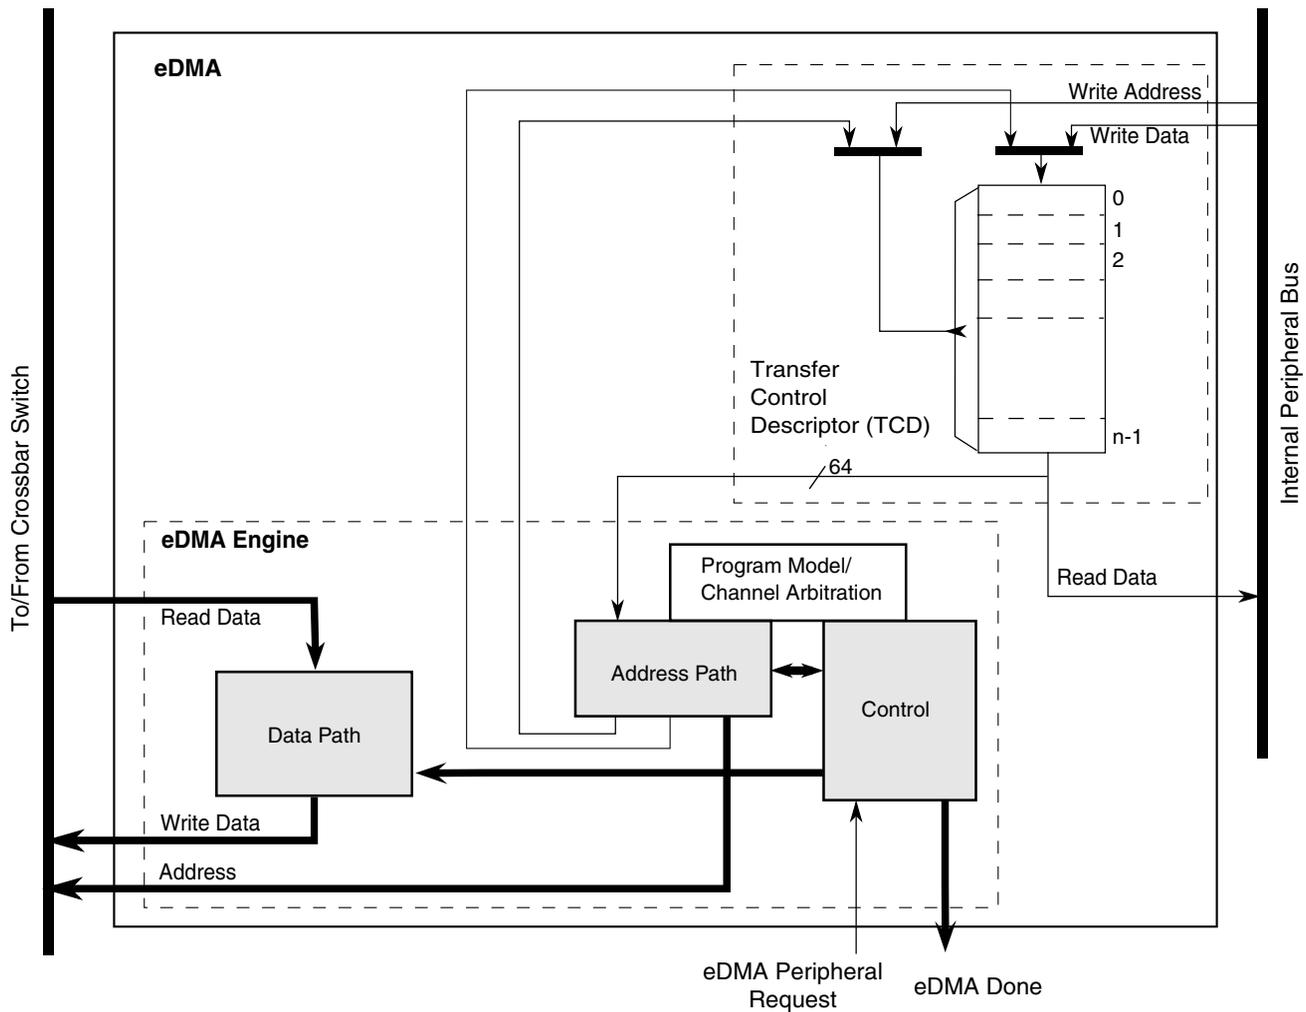 eDMA
Write Address
Write Data
0
1
2
n-1
Transfer
Control
Descriptor (TCD)
64
To/From Crossbar Switch
Internal Peripheral Bus
eDMA Engine
Program Model/
Channel Arbitration
Read Data
Read Data
Address Path
Control
Data Path
Write Data
Address
eDMA Peripheral
Request
eDMA Done